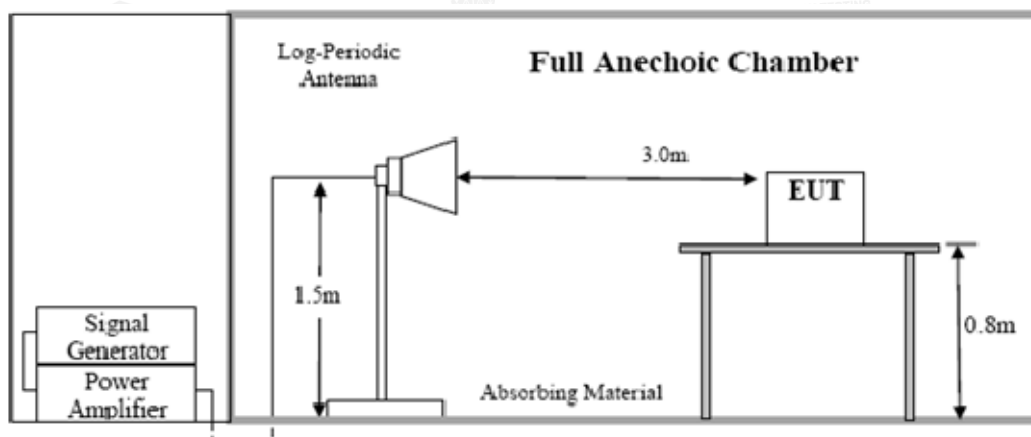 Log-Periodic
Antenna
Full Anechoic Chamber
3.0m
EUT
1.5m
0.8m
Signal
Generator
Power
Amplifier
Absorbing Material